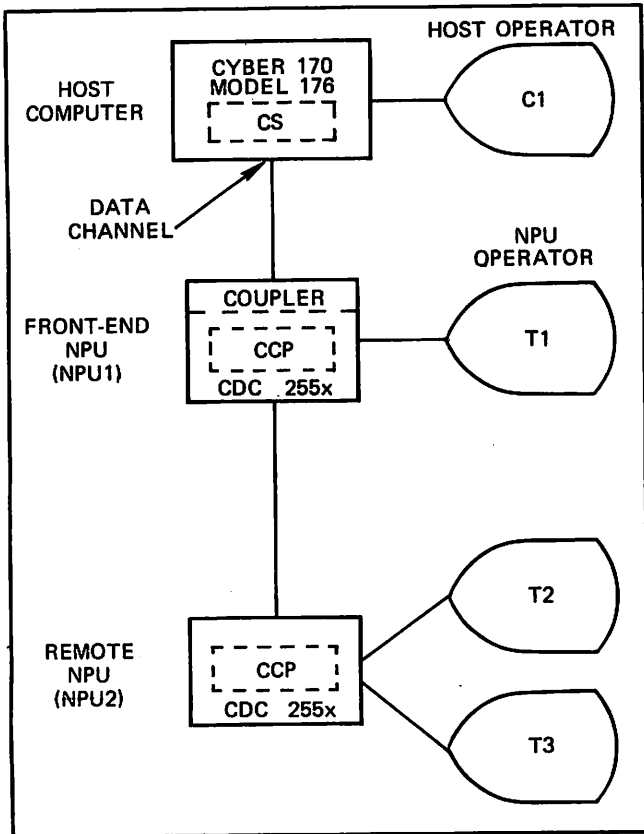 HOST OPERATOR
HOST
COMPUTER
CYBER 170
MODEL 176
CS
C1
DATA
CHANNEL
NPU
OPERATOR
FRONT-END
NPU
(NPU1)
COUPLER
CCP
CDC 255x
T1
REMOTE
NPU
(NPU2)
CCP
CDC 255x
T2
T3